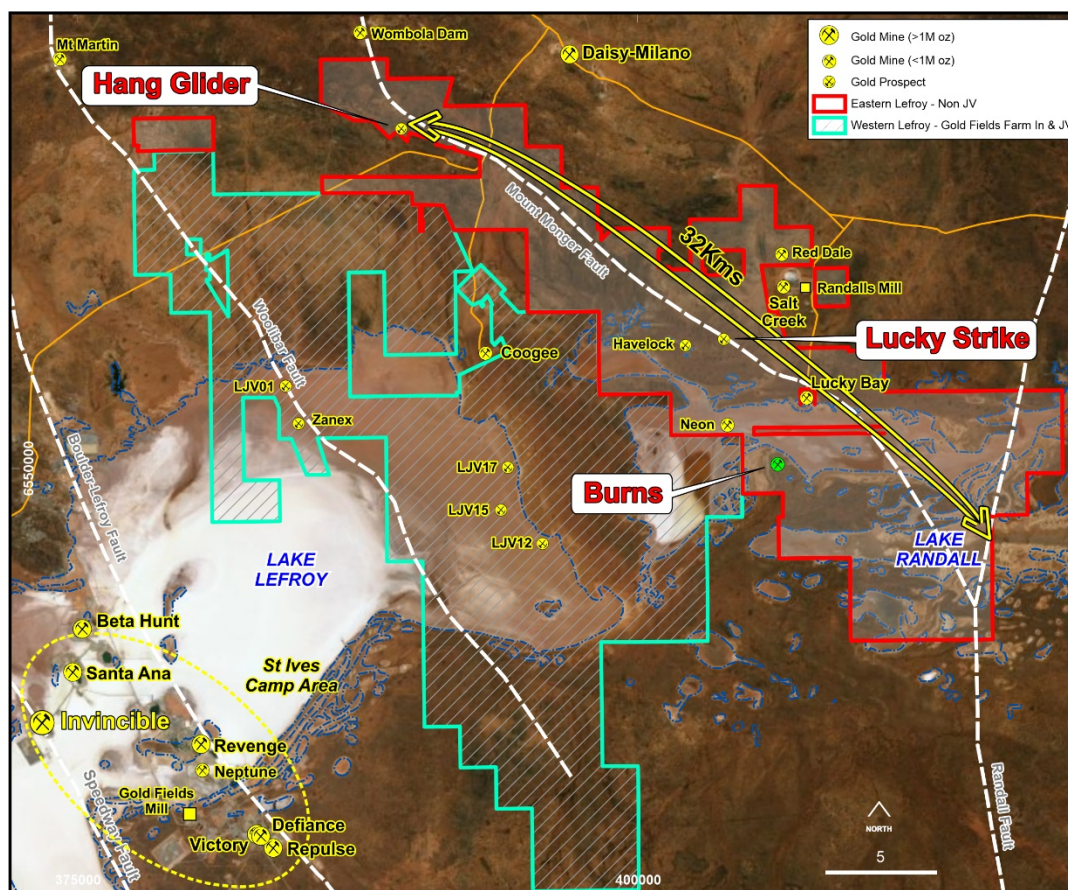 Mt Martin
Wombola Dam
Daisy-Milano
Hang Glider
Gold Mine (>1M oz)
Gold Mine (<1M oz)
Gold Prospect
Eastern Lefroy - Non JV
Western Lefroy - Gold Fields Farm In & JV
Mount Monger Fault
32Kms
Red Dale
Randalls Mill
Salt
Creek
Woolibar Fault
Coogee
Havelock
Lucky Strike
LJV01
Lucky Bay
Zanex
Neon
Boulder-Lefroy Fault
6550000
LJV17
Burns
LJV15
LJV12
LAKE
LEFROY
LAKE
RANDALL
Beta Hunt
St Ives
Camp Area
Santa Ana
Invincible
Revenge
Neptune
Speedway Fault
Gold Fields
Mill
Defiance
Victory
Repulse
Randall Fault
NORTH
5
375000
400000